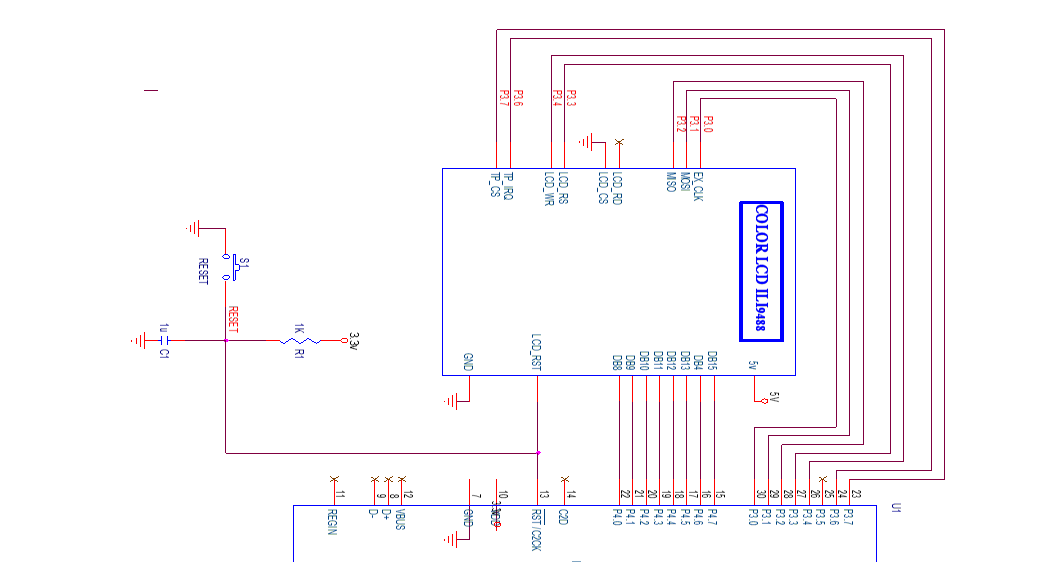 P3.7
P3.6
P3.4
P3.3
P3.2
P3.1
P3.0
TP_CS
TP_IRQ
LCD_WR
LCD_RS
LCD_CS
LCD_RD
MISO
MOSI
EX_CLK
COLOR LCD ILI9488
S1
RESET
RESET
1u
C1
1K
R1
3.3v
GND
LCD_RST
DB8
DB9
DB10
DB11
DB12
DB13
DB4
DB15
5v
5V
11
9
8
12
7
10
13
14
22
21
20
19
18
17
16
15
30
29
28
27
26
25
24
23
U1
REGIN
D-
D+
VBUS
GND
RST/C2CK
C2D
P4.0
P4.1
P4.2
P4.3
P4.4
P4.5
P4.6
P4.7
P3.0
P3.1
P3.2
P3.3
P3.4
P3.5
P3.6
P3.7